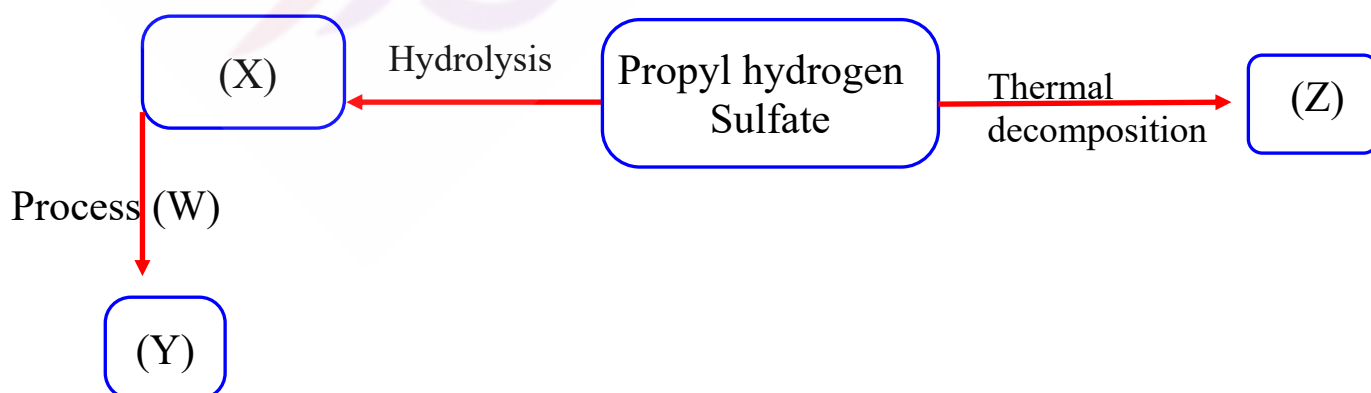 (X)
Hydrolysis
Propyl hydrogen
Sulfate
Thermal
decomposition
(Z)
Process (W)
(Y)